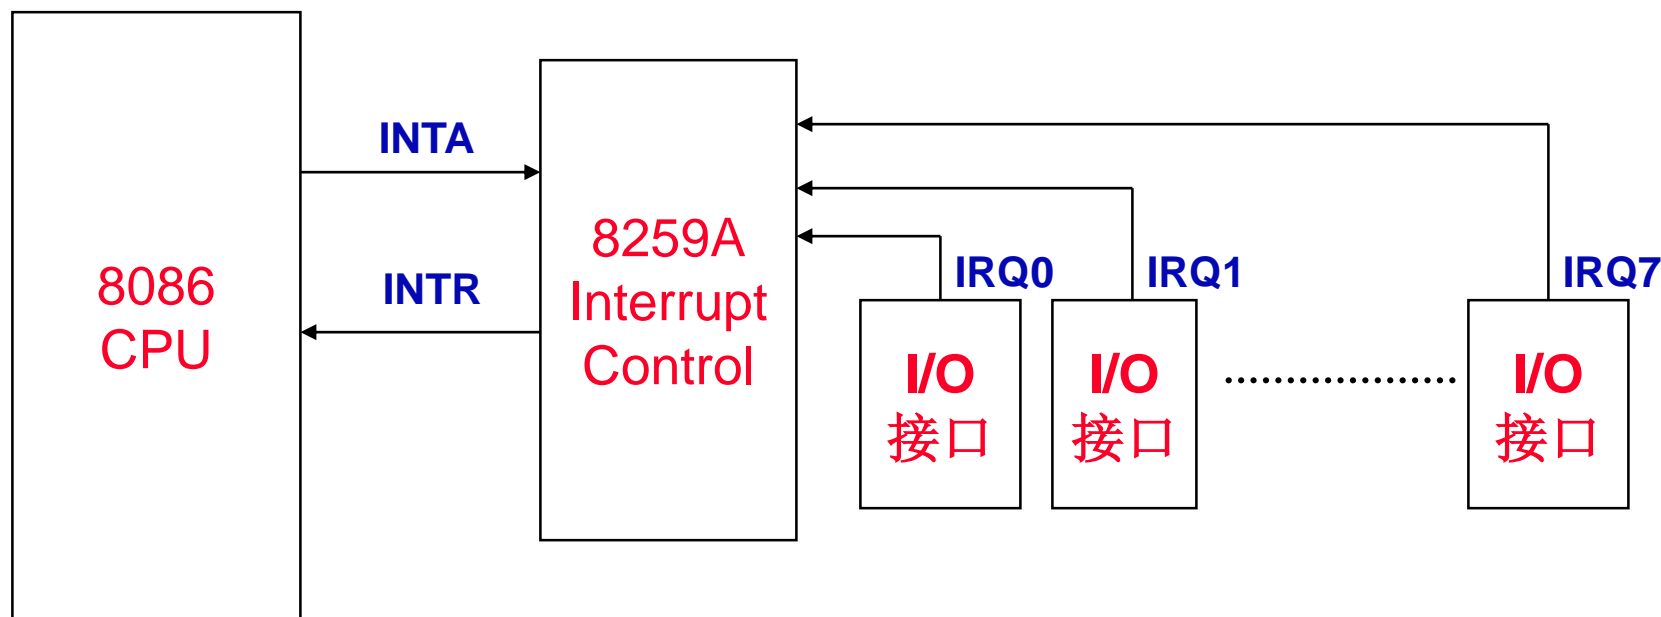 8086
CPU
INTA
INTR
8259A
Interrupt
Control
IRQ0
I/O
接口
IRQ1
I/O
接口
IRQ7
I/O
接口